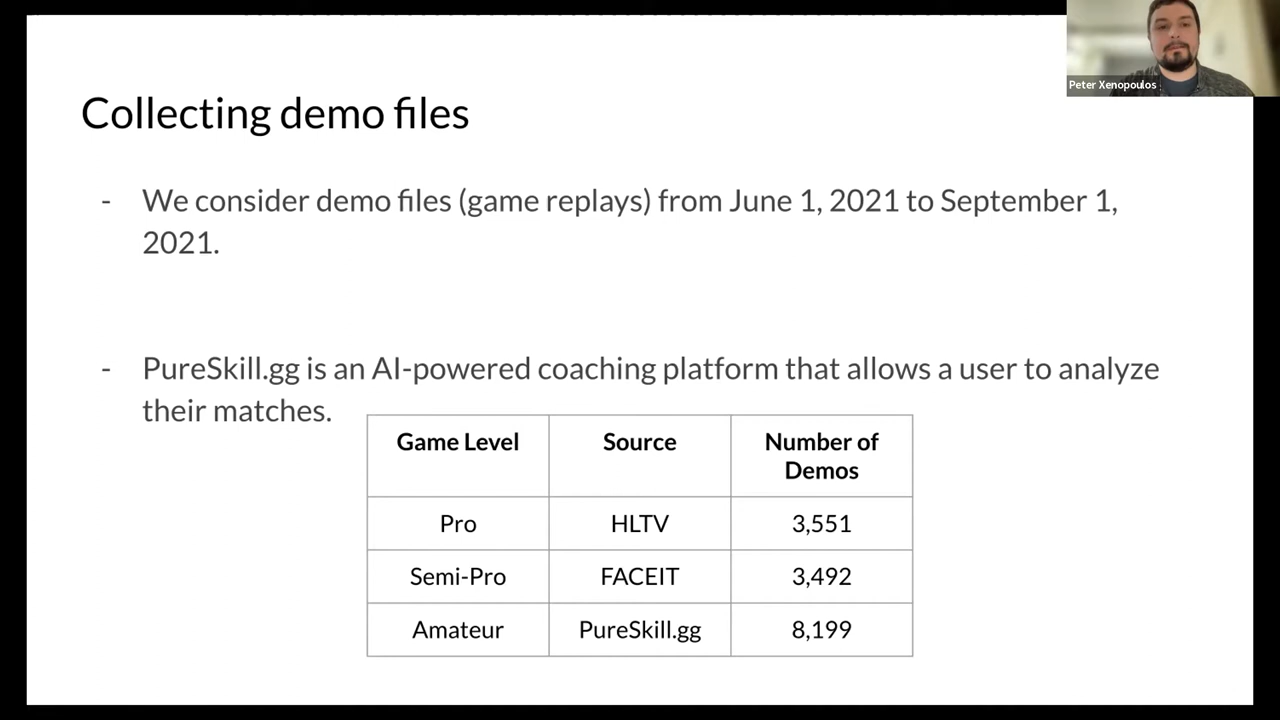 Peter Xenopoulos
Collecting demo files
- We consider demo files (game replays) from June 1, 2021 to September 1,
2021.
- PureSkill.gg is an AI-powered coaching platform that allows a user to analyze
their matches.
Game Level Source Number of
Demos
Pro HLTV 3,551
Semi-Pro FACEIT 3,492
Amateur PureSkill.gg 8,199